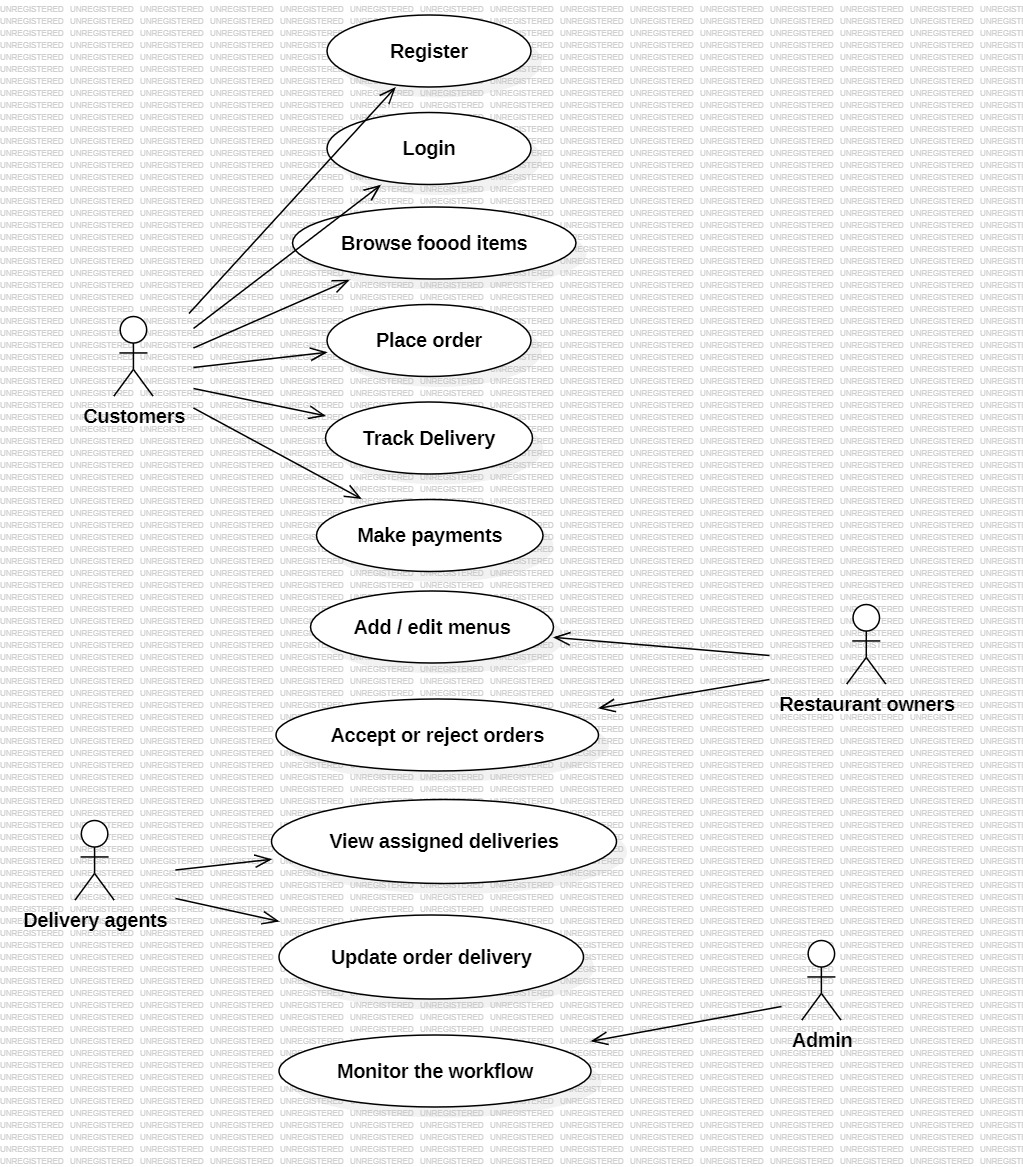 Register
Login
Browse foood items
Place order
Customers
Track Delivery
Make payments
Add / edit menus
Restaurant owners
Accept or reject orders
View assigned deliveries
Delivery agents
Update order delivery
Admin
Monitor the workflow
UNREGISTERED